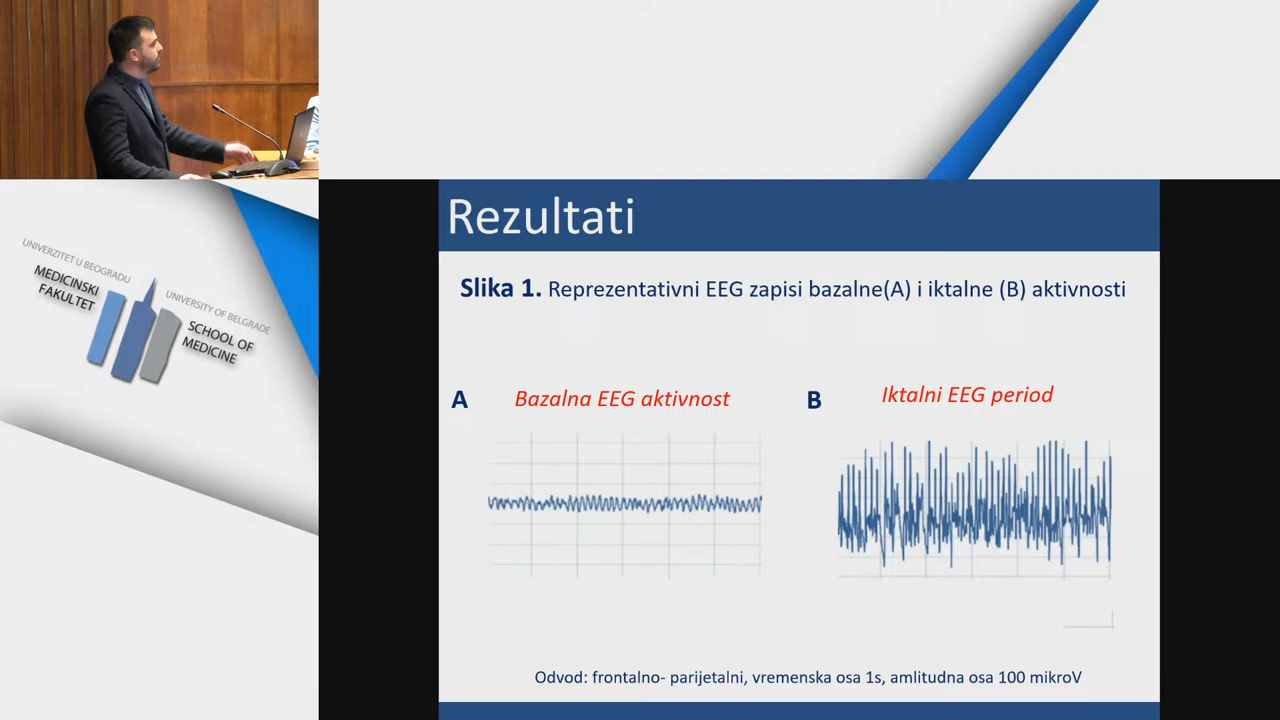 UNIVERZITET U BEOGRADU
MEDICINSKI
FAKULTET
UNIVERSITY OF BELGRADE
SCHOOL OF
MEDICINE
Rezultati
Slika 1. Reprezentativni EEG zapisi bazalne(A) i iktalne (B) aktivnosti
A
Bazalna EEG aktivnost
B
Iktalni EEG period
Odvod: frontalno- parijetalni, vremenska osa 1s, amlitudna osa 100 mikroV